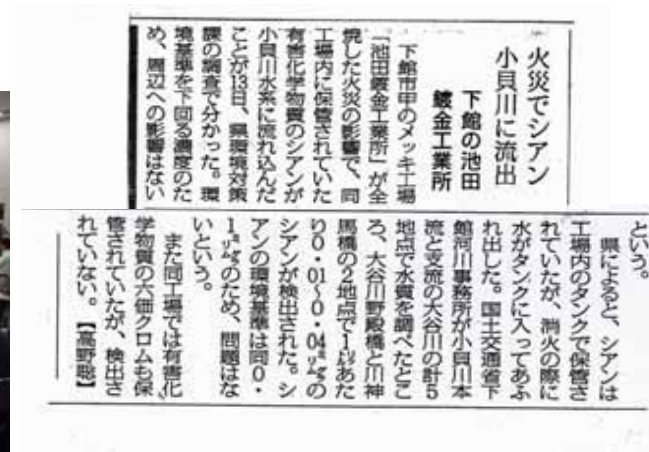 火災でシアン
小貝川に流出
下館の池田
鍍金工業所
下館市甲のメッキ工場
「池田鍍金工業所」が全
焼した火災の影響で、同
工場内に保管されていた
有害化学物質のシアンが
小貝川水系に流れ込んだ
ことが13日、県環境対策
課の調査で分かった。環
境基準を下回る濃度のた
め、周辺への影響はない
という。
県によると、シアンは
工場内のタンクで保管さ
れていたが、消火の際に
水がタンクに入ってあふ
れ出した。国土交通省下
館河川事務所が小貝川本
流と支流の大谷川の計5
地点で水質を調べたとこ
ろ、大谷川野殿橋と川神
馬橋の2地点で1㍑あた
り0・01〜0・04㍉㌘の
シアンが検出された。シ
アンの環境基準は同0・
1㍉㌘のため、問題はな
いという。
また同工場では有害化
学物質の六価クロムも保
管されていたが、検出さ
れていない。【高野聡】